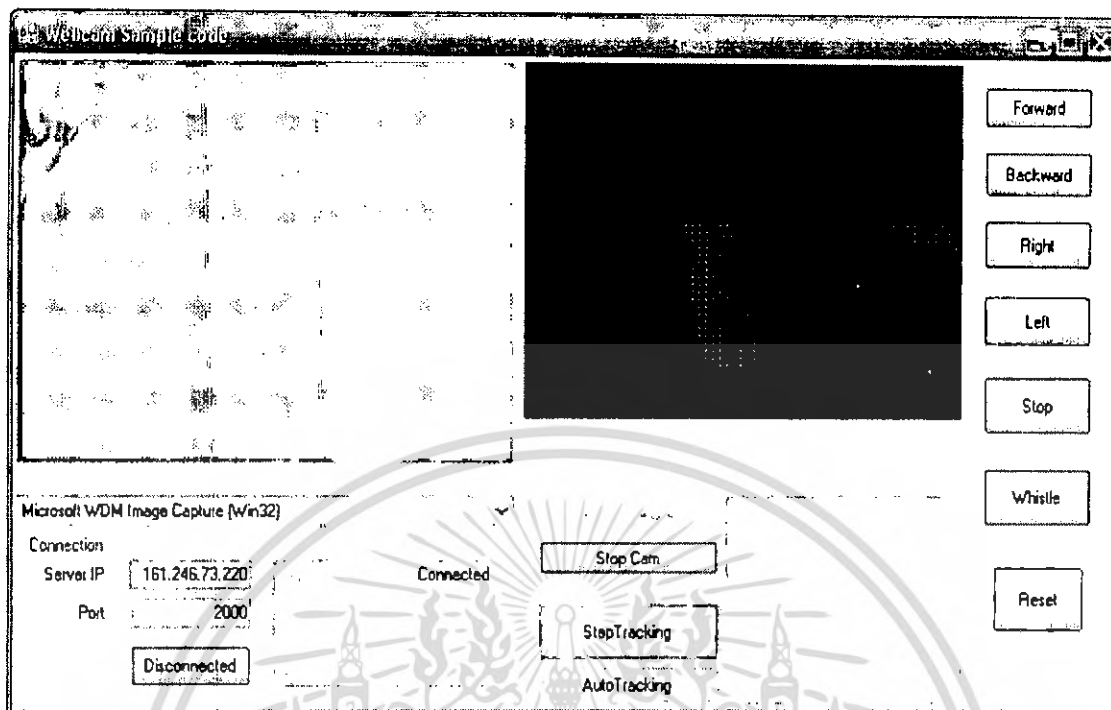 Webcam Sample code
Forward
Backward
Right
Left
Stop
Whistle
Reset
Microsoft WDM Image Capture (Win32)
Connection
Server IP 161.246.73.220 Connected
Port 2000
Disconnected
Stop Cam
StopTracking
AutoTracking